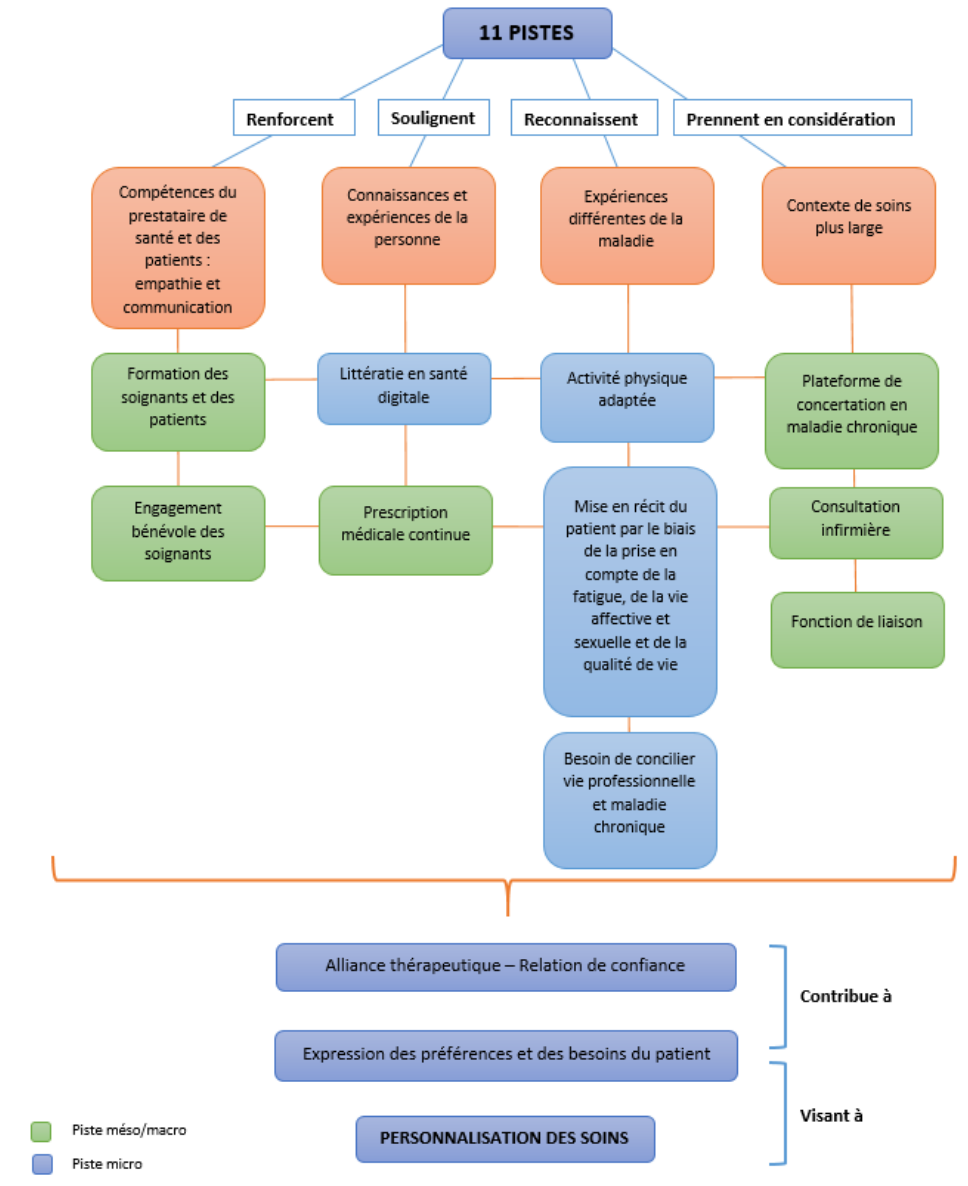 11 PISTES
Renforcent
Soulignent
Reconnaissent
Prennent en considération
Compétences du
prestataire de
santé et des
patients :
empathie et
communication
Connaissances et
expériences de la
personne
Expériences
différentes de la
maladie
Contexte de soins
plus large
Formation des
soignants et des
patients
Littératie en santé
digitale
Activité physique
adaptée
Plateforme de
concertation en
maladie chronique
Engagement
bénévole des
soignants
Prescription
médicale continue
Mise en récit du
patient par le biais
de la prise en
compte de la
fatigue, de la vie
affective et
sexuelle et de la
qualité de vie
Consultation
infirmière
Fonction de liaison
Besoin de concilier
vie professionnelle
et maladie
chronique
Alliance thérapeutique – Relation de confiance
Contribue à
Expression des préférences et des besoins du patient
Visant à
PERSONNALISATION DES SOINS
Piste méso/macro
Piste micro